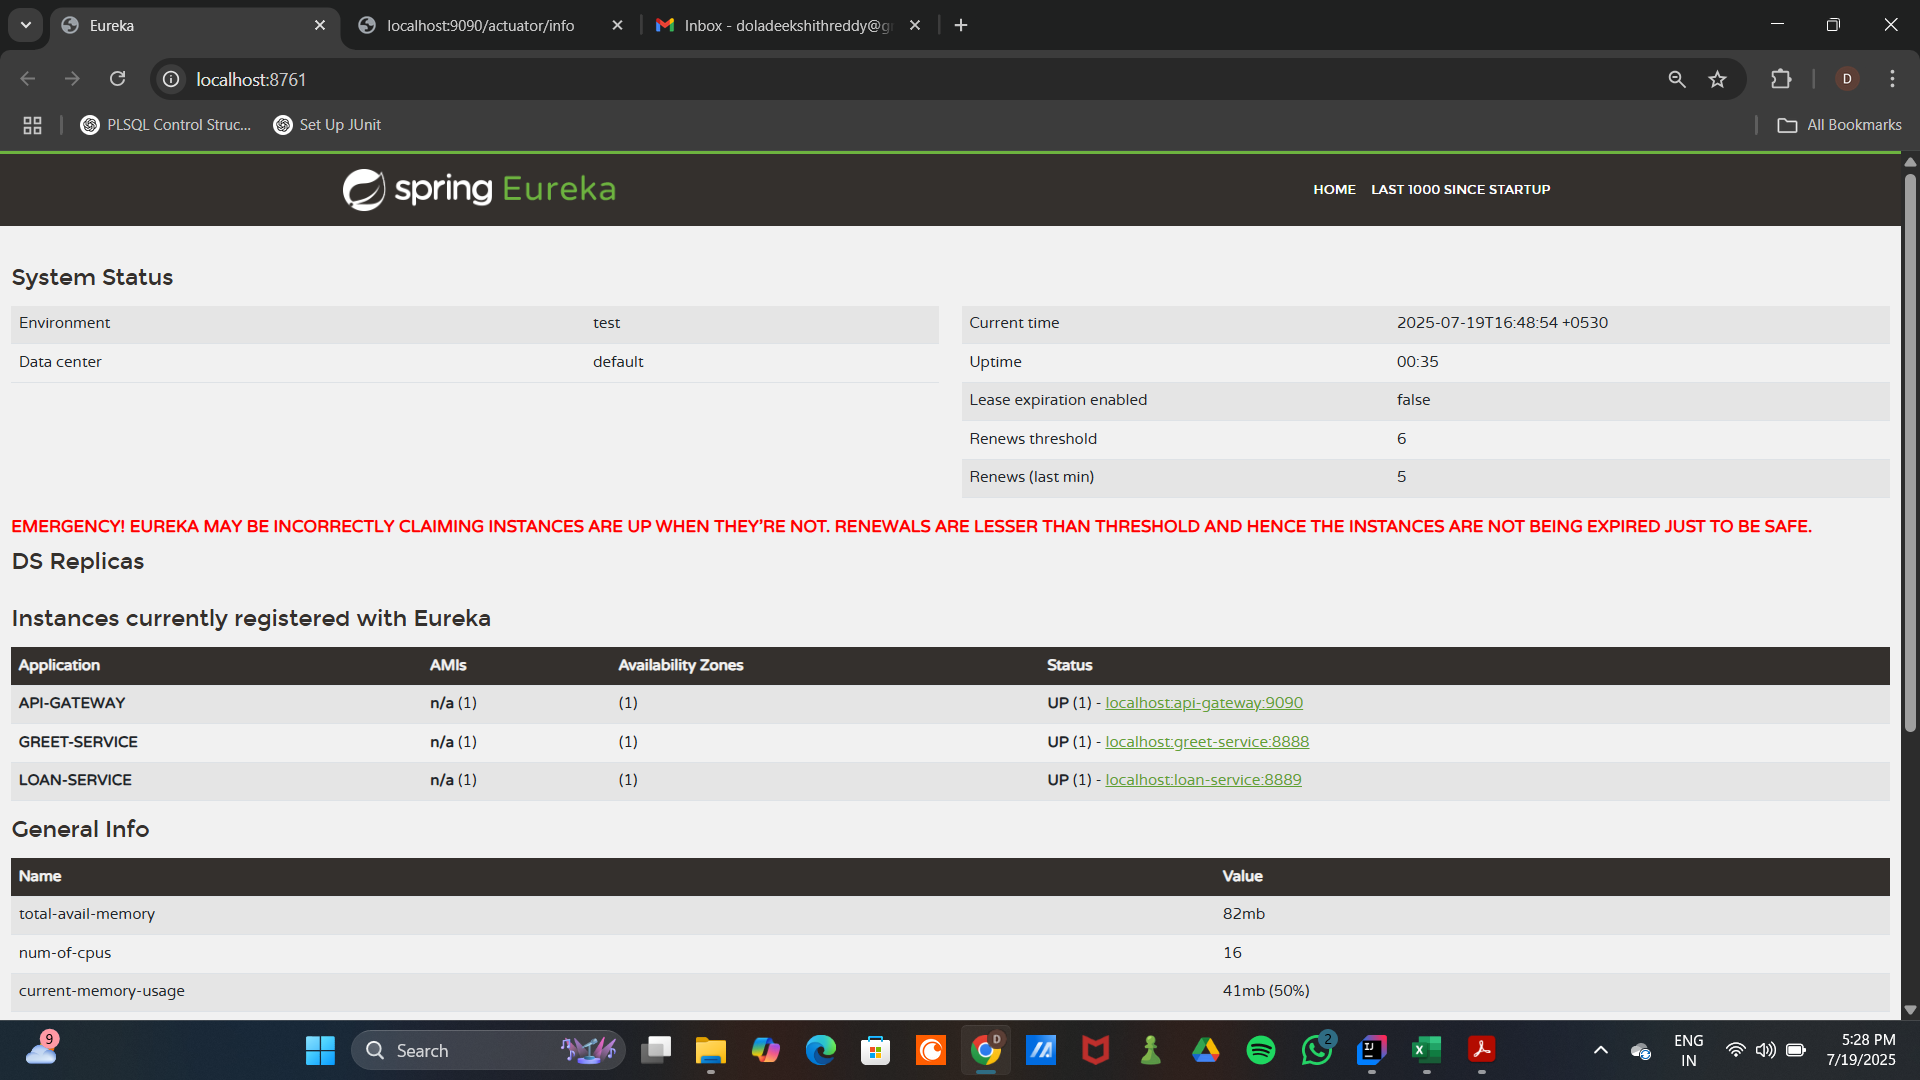 Eureka
localhost:9090/actuator/info
Inbox - doladeekshithreddy@g
localhost:8761
D
PLSQL Control Struc...
Set Up JUnit
All Bookmarks
spring Eureka
HOME
LAST 1000 SINCE STARTUP
System Status
Environment test
Data center default
Current time 2025-07-19T16:48:54 +0530
Uptime 00:35
Lease expiration enabled false
Renews threshold 6
Renews (last min) 5
EMERGENCY! EUREKA MAY BE INCORRECTLY CLAIMING INSTANCES ARE UP WHEN THEY'RE NOT. RENEWALS ARE LESSER THAN THRESHOLD AND HENCE THE INSTANCES ARE NOT BEING EXPIRED JUST TO BE SAFE.
DS Replicas
Instances currently registered with Eureka
Application AMIs Availability Zones Status
API-GATEWAY n/a (1) (1) UP (1) - localhost:api-gateway:9090
GREET-SERVICE n/a (1) (1) UP (1) - localhost:greet-service:8888
LOAN-SERVICE n/a (1) (1) UP (1) - localhost:loan-service:8889
General Info
Name Value
total-avail-memory 82mb
num-of-cpus 16
current-memory-usage 41mb (50%)
9
Search
D
2
IJ
ENG
IN
5:28 PM
7/19/2025